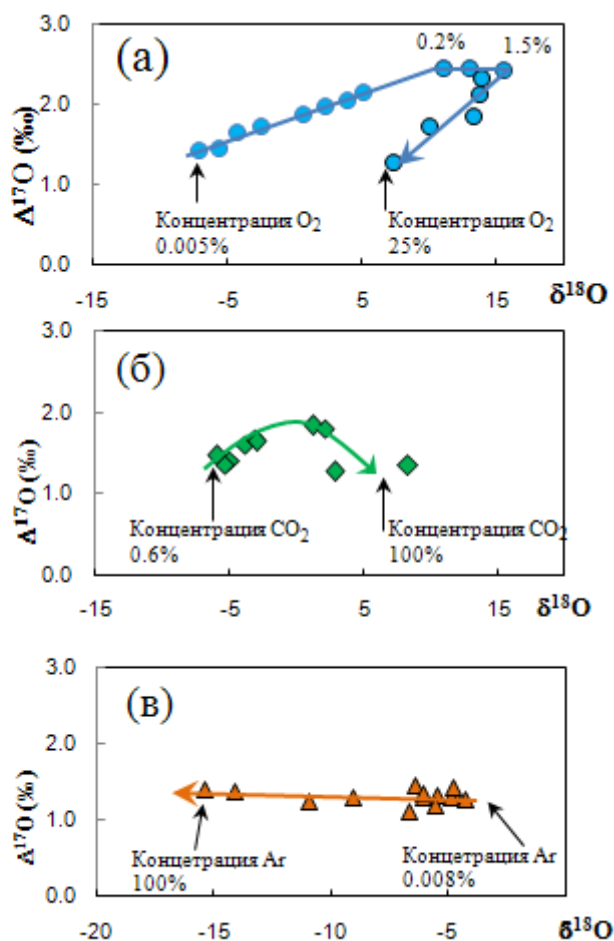 (а)
0.2%
1.5%
Δ¹⁷O (‰)
3.0
2.0
1.0
0.0
Концентрация O₂
0.005%
Концентрация O₂
25%
-15
-5
5
15
δ¹⁸O
(б)
Δ¹⁷O (‰)
3.0
2.0
1.0
0.0
Концентрация CO₂
0.6%
Концентрация CO₂
100%
-15
-5
5
15
δ¹⁸O
(в)
Δ¹⁷O (‰)
3.0
2.0
1.0
0.0
Концетрация Ar
100%
Концетрация Ar
0.008%
-20
-15
-10
-5
δ¹⁸O